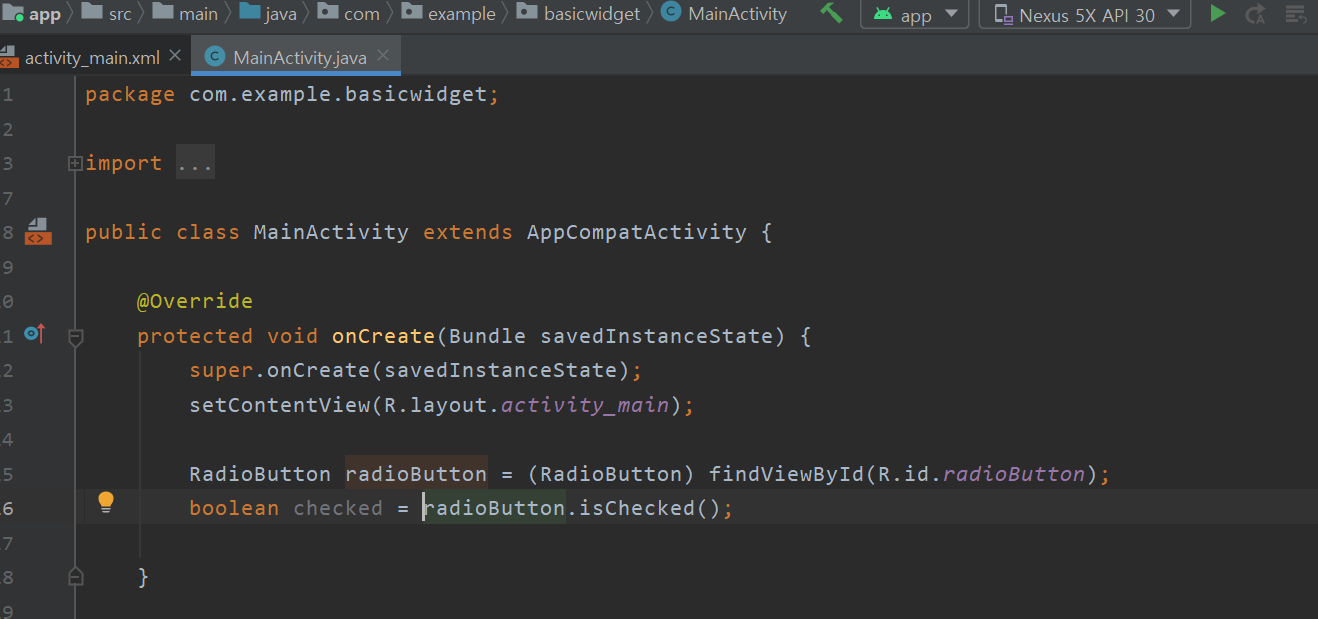 app src main java com example basicwidget MainActivity app Nexus 5X API 30
activity_main.xml MainActivity.java
1 package com.example.basicwidget;
2
3 import ...
7
8 public class MainActivity extends AppCompatActivity {
9
0 @Override
1 protected void onCreate(Bundle savedInstanceState) {
2 super.onCreate(savedInstanceState);
3 setContentView(R.layout.activity_main);
4
5 RadioButton radioButton = (RadioButton) findViewById(R.id.radioButton);
6 boolean checked = radioButton.isChecked();
7
8 }
9